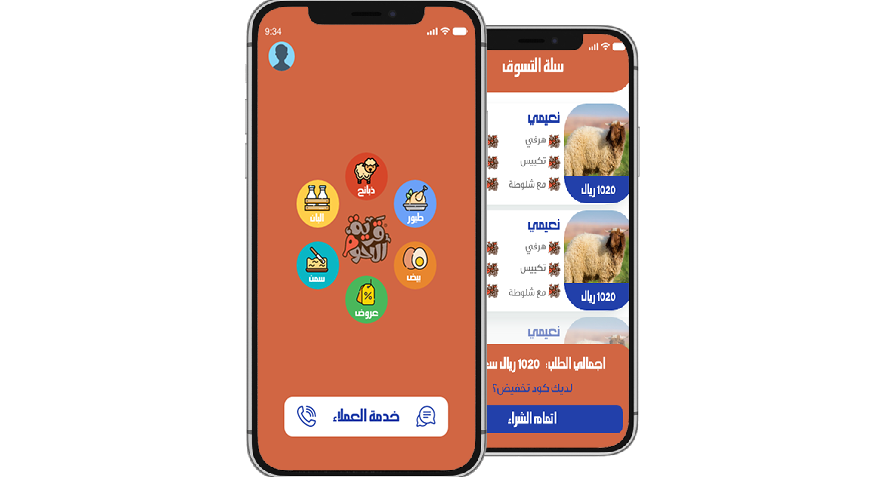 9:34
ذبائح
البان
طيور
سمن
بيض
عروض
خدمة العملاء
سلة التسوق
نعيمي
هرفي
تكييس
مع شلوطة
1020 ريال
نعيمي
هرفي
تكييس
مع شلوطة
1020 ريال
نعيمي
اجمالي الطلب: 1020 ريال
لديك كود تخفيض؟
اتمام الشراء